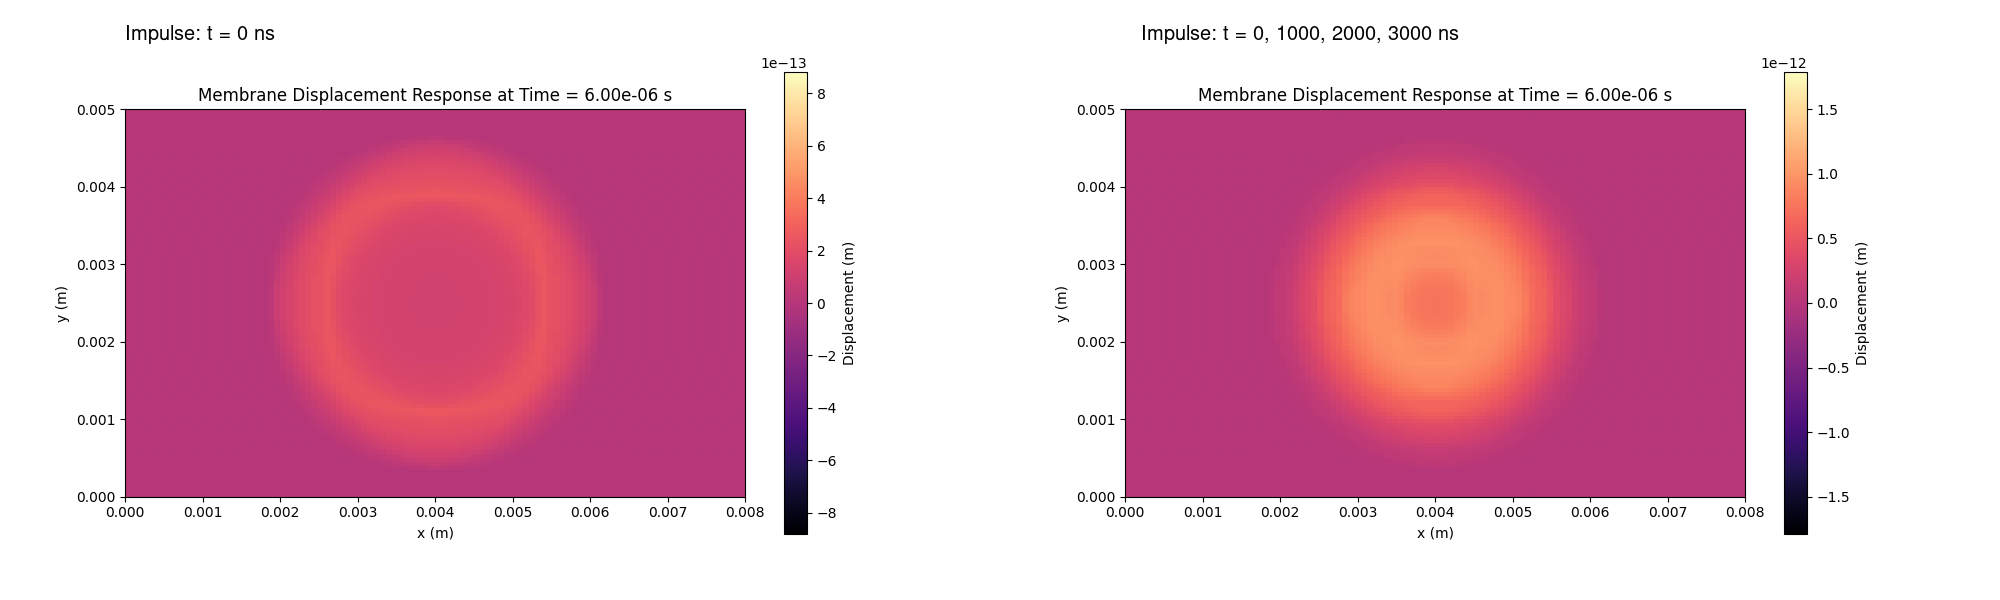 Impulse: t = 0 ns
1e−13
Membrane Displacement Response at Time = 6.00e-06 s
0.005
0.004
0.003
0.002
0.001
0.000
y (m)
0.000 0.001 0.002 0.003 0.004 0.005 0.006 0.007 0.008
x (m)
8
6
4
2
0
−2
−4
−6
−8
Displacement (m)
Impulse: t = 0, 1000, 2000, 3000 ns
1e−12
Membrane Displacement Response at Time = 6.00e-06 s
0.005
0.004
0.003
0.002
0.001
0.000
y (m)
0.000 0.001 0.002 0.003 0.004 0.005 0.006 0.007 0.008
x (m)
1.5
1.0
0.5
0.0
−0.5
−1.0
−1.5
Displacement (m)